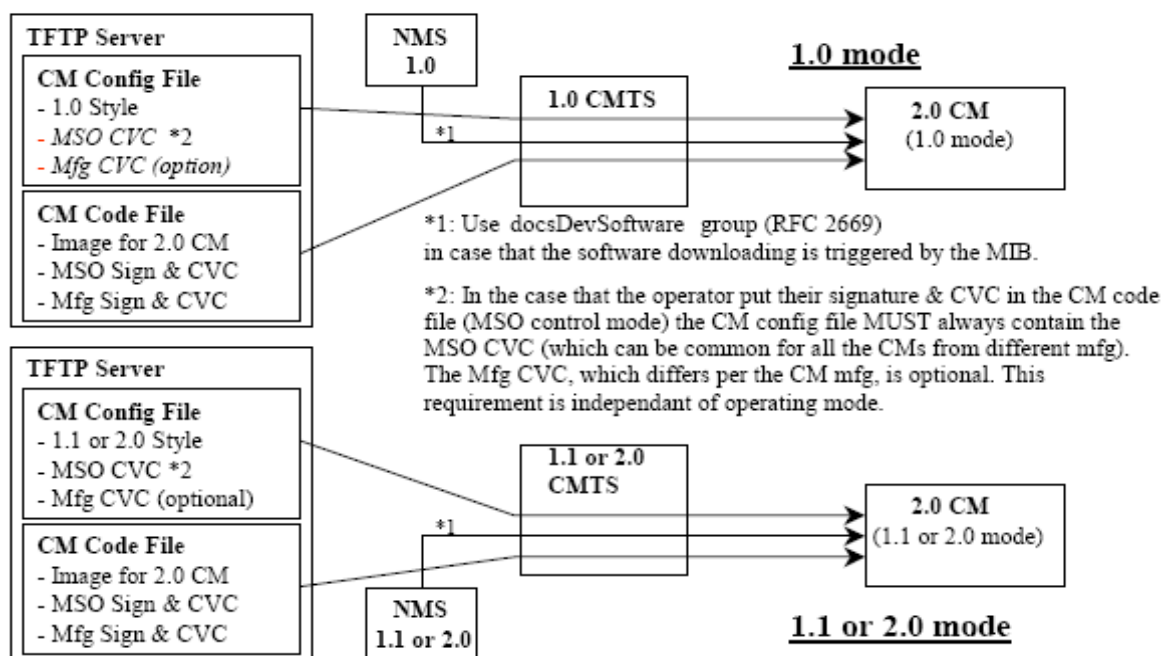 TFTP Server
CM Config File
- 1.0 Style
- MSO CVC *2
- Mfg CVC (option)
CM Code File
- Image for 2.0 CM
- MSO Sign & CVC
- Mfg Sign & CVC
NMS
1.0
*1
1.0 CMTS
1.0 mode
2.0 CM
(1.0 mode)
*1: Use docsDevSoftware group (RFC 2669)
in case that the software downloading is triggered by the MIB.
*2: In the case that the operator put their signature & CVC in the CM code
file (MSO control mode) the CM config file MUST always contain the
MSO CVC (which can be common for all the CMs from different mfg).
The Mfg CVC, which differs per the CM mfg, is optional. This
requirement is independant of operating mode.
TFTP Server
CM Config File
- 1.1 or 2.0 Style
- MSO CVC *2
- Mfg CVC (optional)
CM Code File
- Image for 2.0 CM
- MSO Sign & CVC
- Mfg Sign & CVC
*1
NMS
1.1 or 2.0
1.1 or 2.0
CMTS
2.0 CM
(1.1 or 2.0 mode)
1.1 or 2.0 mode